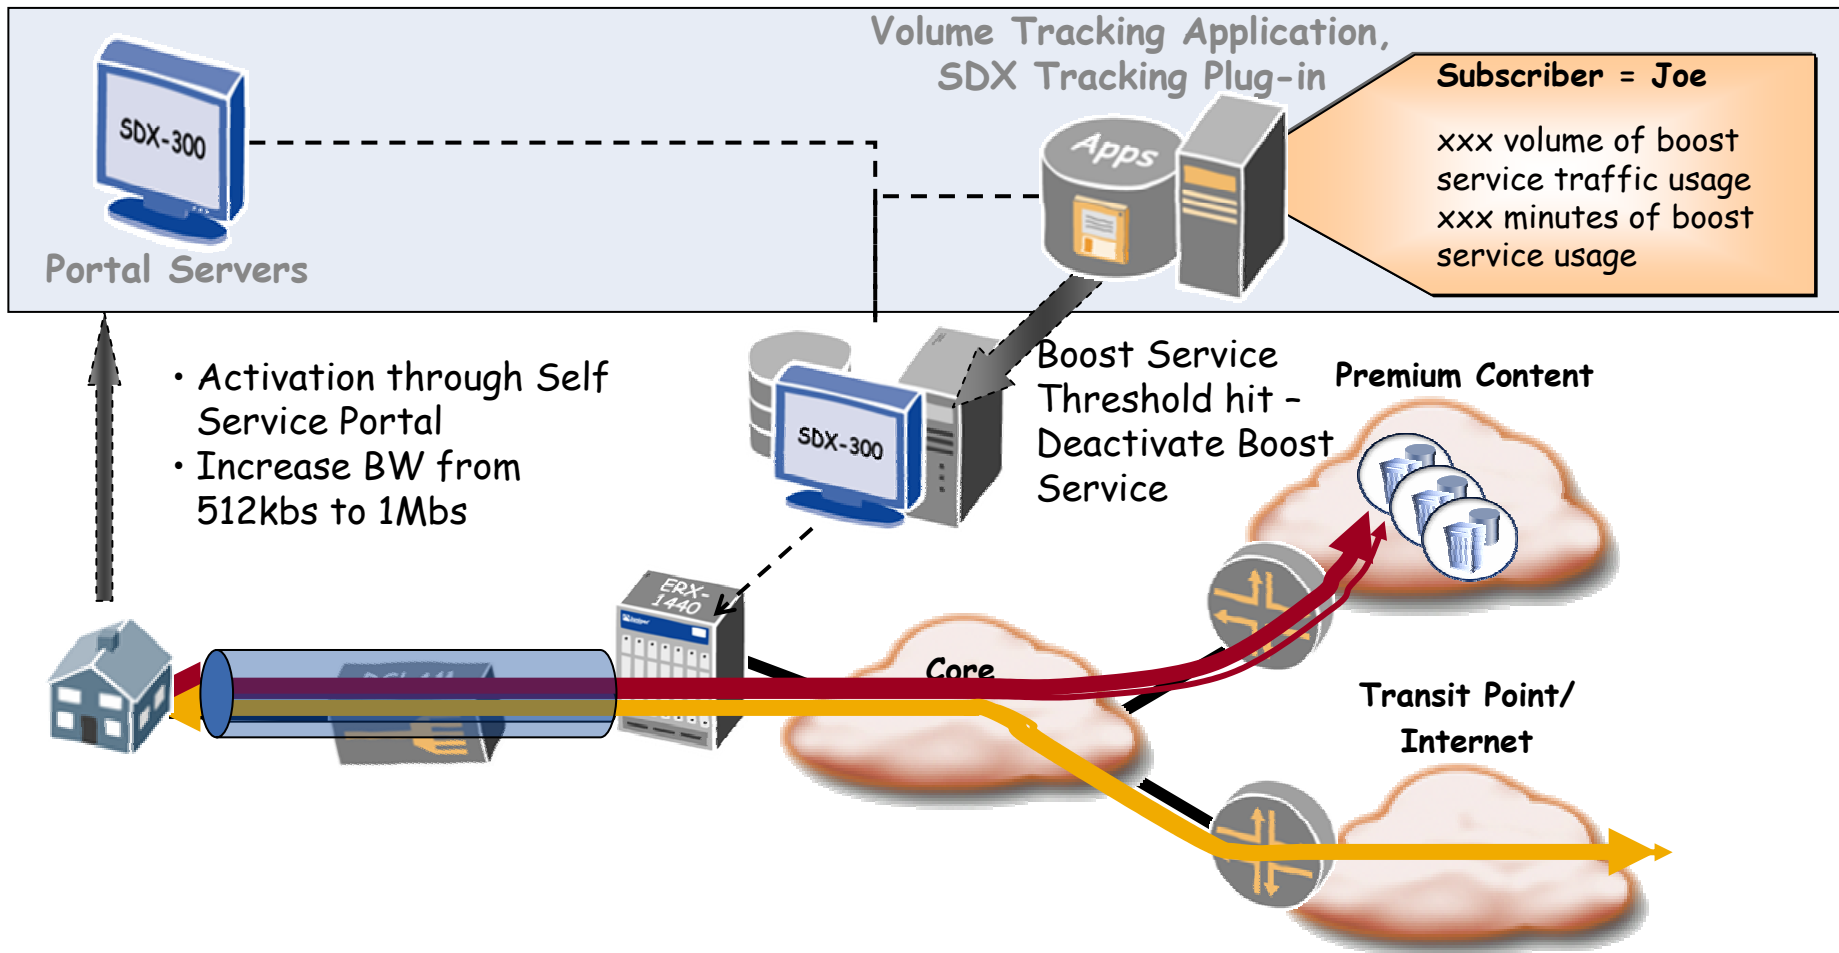 Volume Tracking Application,
SDX Tracking Plug-in
Subscriber = Joe
xxx volume of boost
service traffic usage
xxx minutes of boost
service usage
SDX-300
Apps
Portal Servers
• Activation through Self
Service Portal
• Increase BW from
512kbs to 1Mbs
SDX-300
Boost Service
Threshold hit –
Deactivate Boost
Service
Premium Content
ERX-
1440
Core
Transit Point/
Internet